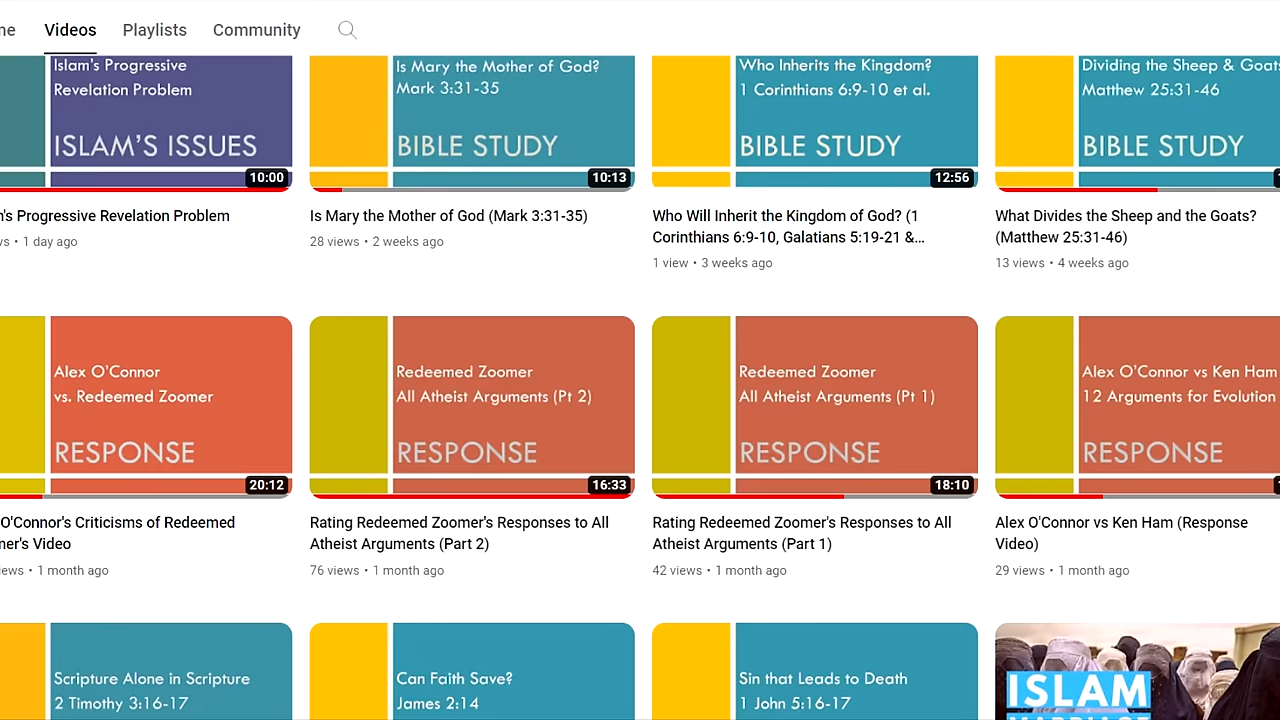 me Videos Playlists Community
Islam's Progressive
Revelation Problem
ISLAM'S ISSUES
10:00
Is Mary the Mother of God?
Mark 3:31-35
BIBLE STUDY
10:13
Who Inherits the Kingdom?
1 Corinthians 6:9-10 et al.
BIBLE STUDY
12:56
Dividing the Sheep & Goats
Matthew 25:31-46
BIBLE STUDY
1
n's Progressive Revelation Problem
ws • 1 day ago
Is Mary the Mother of God (Mark 3:31-35)
28 views • 2 weeks ago
Who Will Inherit the Kingdom of God? (1
Corinthians 6:9-10, Galatians 5:19-21 &...
1 view • 3 weeks ago
What Divides the Sheep and the Goats?
(Matthew 25:31-46)
13 views • 4 weeks ago
Alex O'Connor
vs. Redeemed Zoomer
RESPONSE
20:12
Redeemed Zoomer
All Atheist Arguments (Pt 2)
RESPONSE
16:33
Redeemed Zoomer
All Atheist Arguments (Pt 1)
RESPONSE
18:10
Alex O'Connor vs Ken Ham
12 Arguments for Evolution
RESPONSE
1
O'Connor's Criticisms of Redeemed
mer's Video
ews • 1 month ago
Rating Redeemed Zoomer's Responses to All
Atheist Arguments (Part 2)
76 views • 1 month ago
Rating Redeemed Zoomer's Responses to All
Atheist Arguments (Part 1)
42 views • 1 month ago
Alex O'Connor vs Ken Ham (Response
Video)
29 views • 1 month ago
Scripture Alone in Scripture
2 Timothy 3:16-17
Can Faith Save?
James 2:14
Sin that Leads to Death
1 John 5:16-17
ISLAM